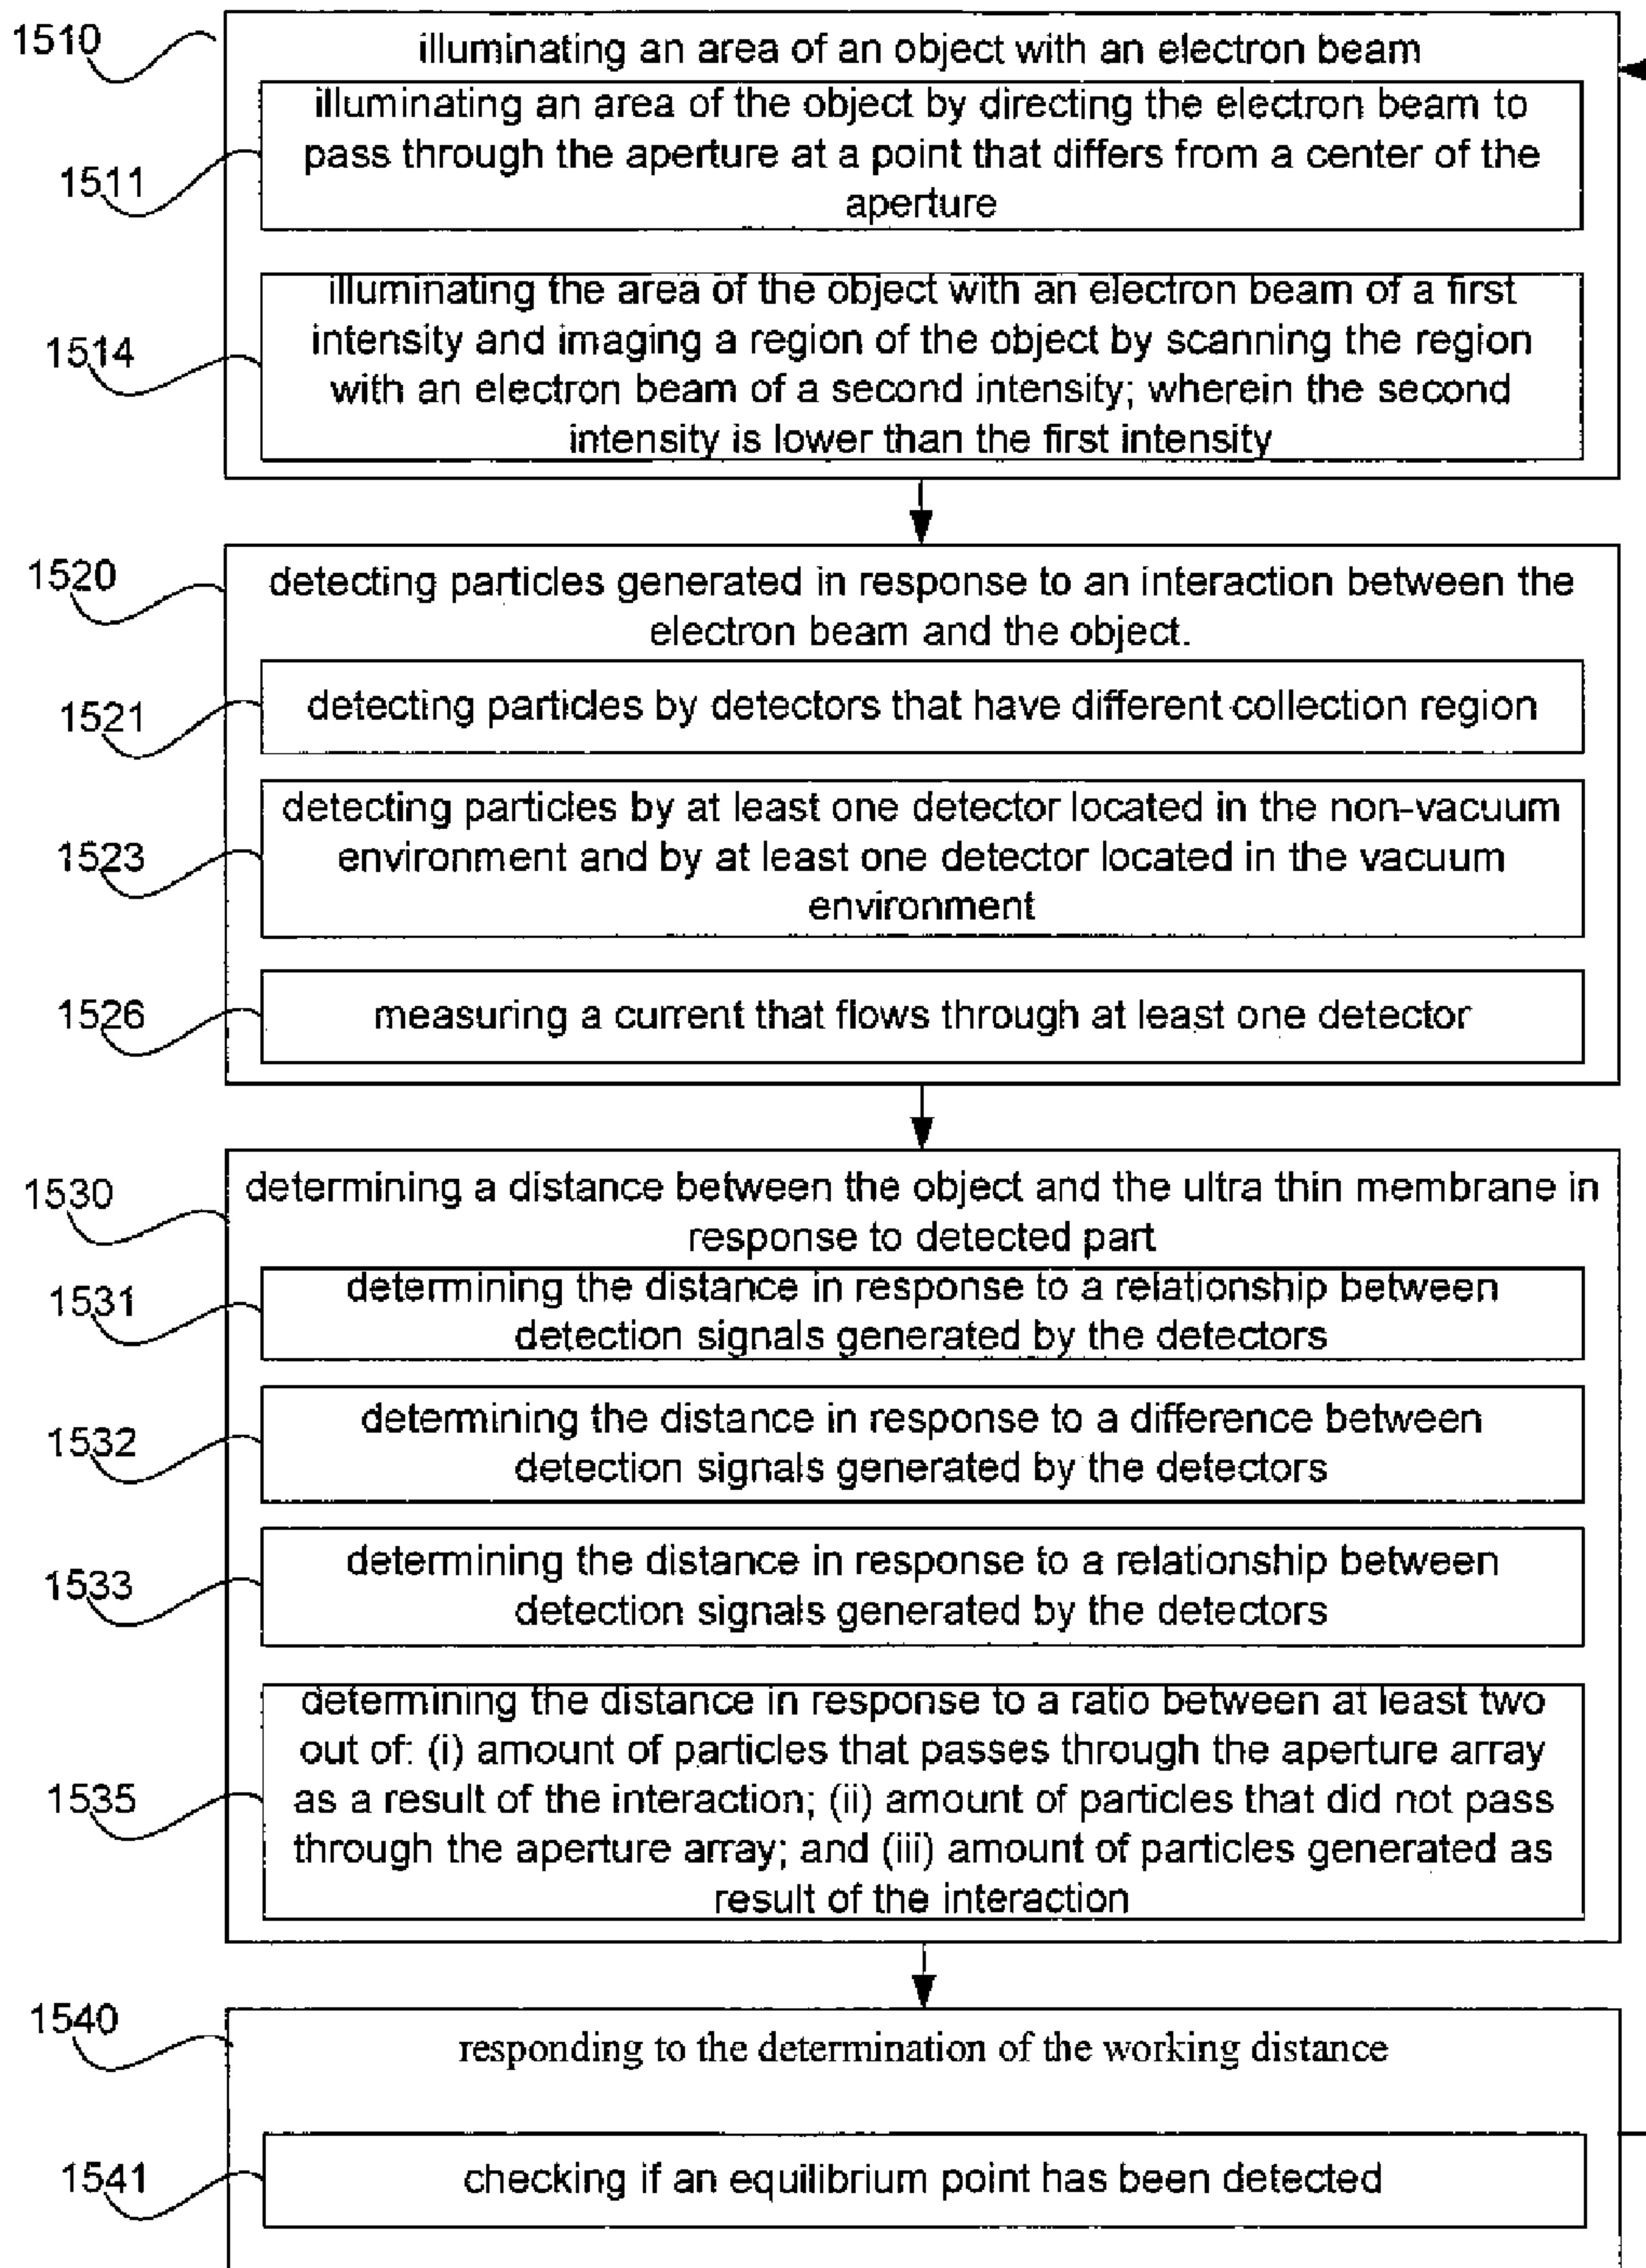 1510
illuminating an area of an object with an electron beam
1511
illuminating an area of the object by directing the electron beam to
pass through the aperture at a point that differs from a center of the
aperture
1514
illuminating the area of the object with an electron beam of a first
intensity and imaging a region of the object by scanning the region
with an electron beam of a second intensity; wherein the second
intensity is lower than the first intensity
1520
detecting particles generated in response to an interaction between the
electron beam and the object.
1521
detecting particles by detectors that have different collection region
1523
detecting particles by at least one detector located in the non-vacuum
environment and by at least one detector located in the vacuum
environment
1526
measuring a current that flows through at least one detector
1530
determining a distance between the object and the ultra thin membrane in
response to detected part
1531
determining the distance in response to a relationship between
detection signals generated by the detectors
1532
determining the distance in response to a difference between
detection signals generated by the detectors
1533
determining the distance in response to a relationship between
detection signals generated by the detectors
1535
determining the distance in response to a ratio between at least two
out of: (i) amount of particles that passes through the aperture array
as a result of the interaction; (ii) amount of particles that did not pass
through the aperture array; and (iii) amount of particles generated as
result of the interaction
1540
responding to the determination of the working distance
1541
checking if an equilibrium point has been detected